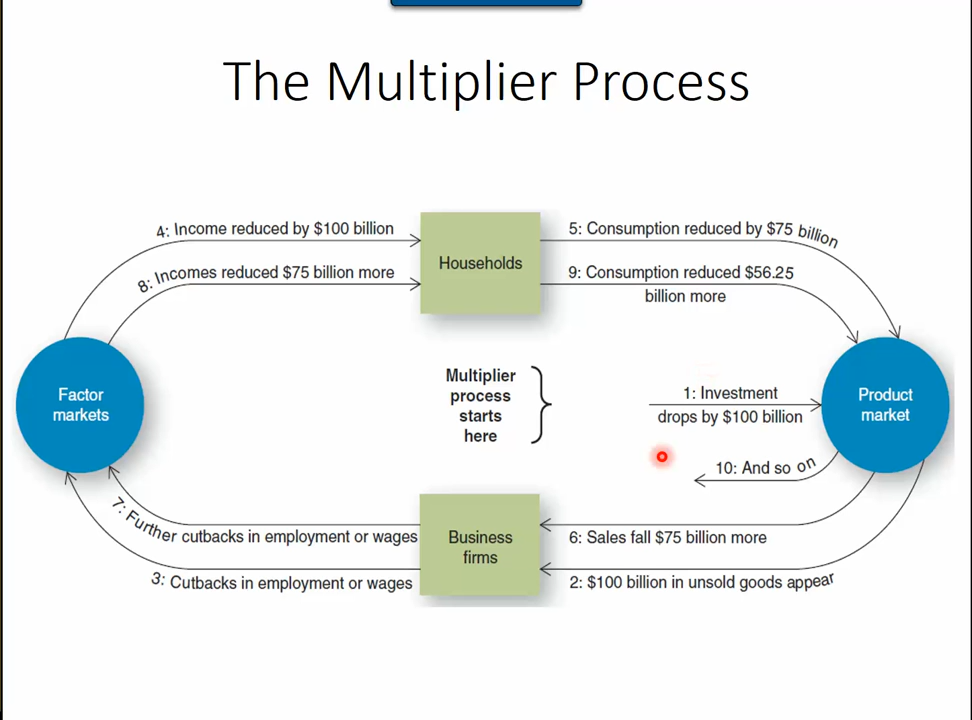 The Multiplier Process
4: Income reduced by $100 billion
8: Incomes reduced $75 billion more
Households
5: Consumption reduced by $75 billion
9: Consumption reduced $56.25
billion more
Factor
markets
Multiplier
process
starts
here
1: Investment
drops by $100 billion
Product
market
10: And so on
7: Further cutbacks in employment or wages
3: Cutbacks in employment or wages
Business
firms
6: Sales fall $75 billion more
2: $100 billion in unsold goods appear